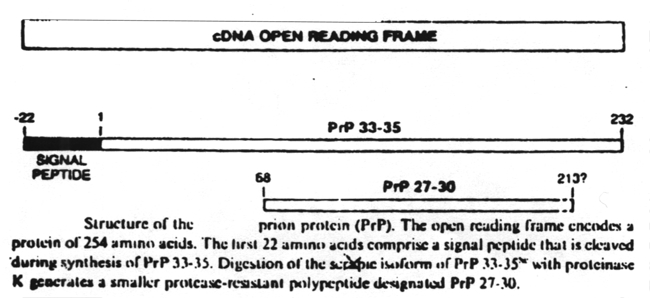 cDNA OPEN READING FRAME
-22 1 PrP 33-35 232
SIGNAL
PEPTIDE
68 PrP 27-30 213?
Structure of the prion protein (PrP). The open reading frame encodes a
protein of 254 amino acids. The first 22 amino acids comprise a signal peptide that is cleaved
during synthesis of PrP 33-35. Digestion of the scrapie isoform of PrP 33-35ˢᶜ with proteinase
K generates a smaller protease-resistant polypeptide designated PrP 27-30.